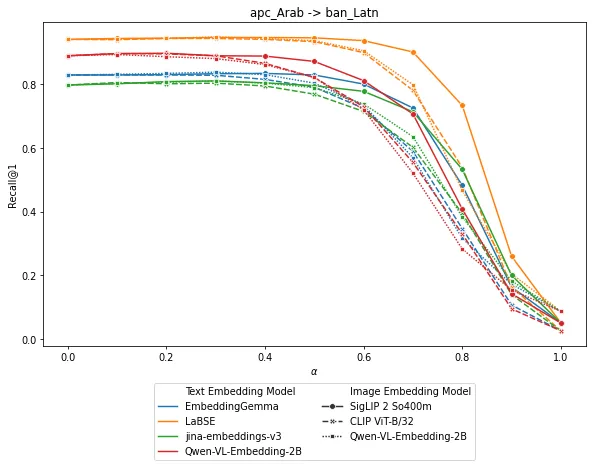 apc_Arab -> ban_Latn
Recall@1
0.8
0.6
0.4
0.2
0.0
0.0 0.2 0.4 0.6 0.8 1.0
α
Text Embedding Model Image Embedding Model
EmbeddingGemma SigLIP 2 So400m
LaBSE CLIP ViT-B/32
jina-embeddings-v3 Qwen-VL-Embedding-2B
Qwen-VL-Embedding-2B